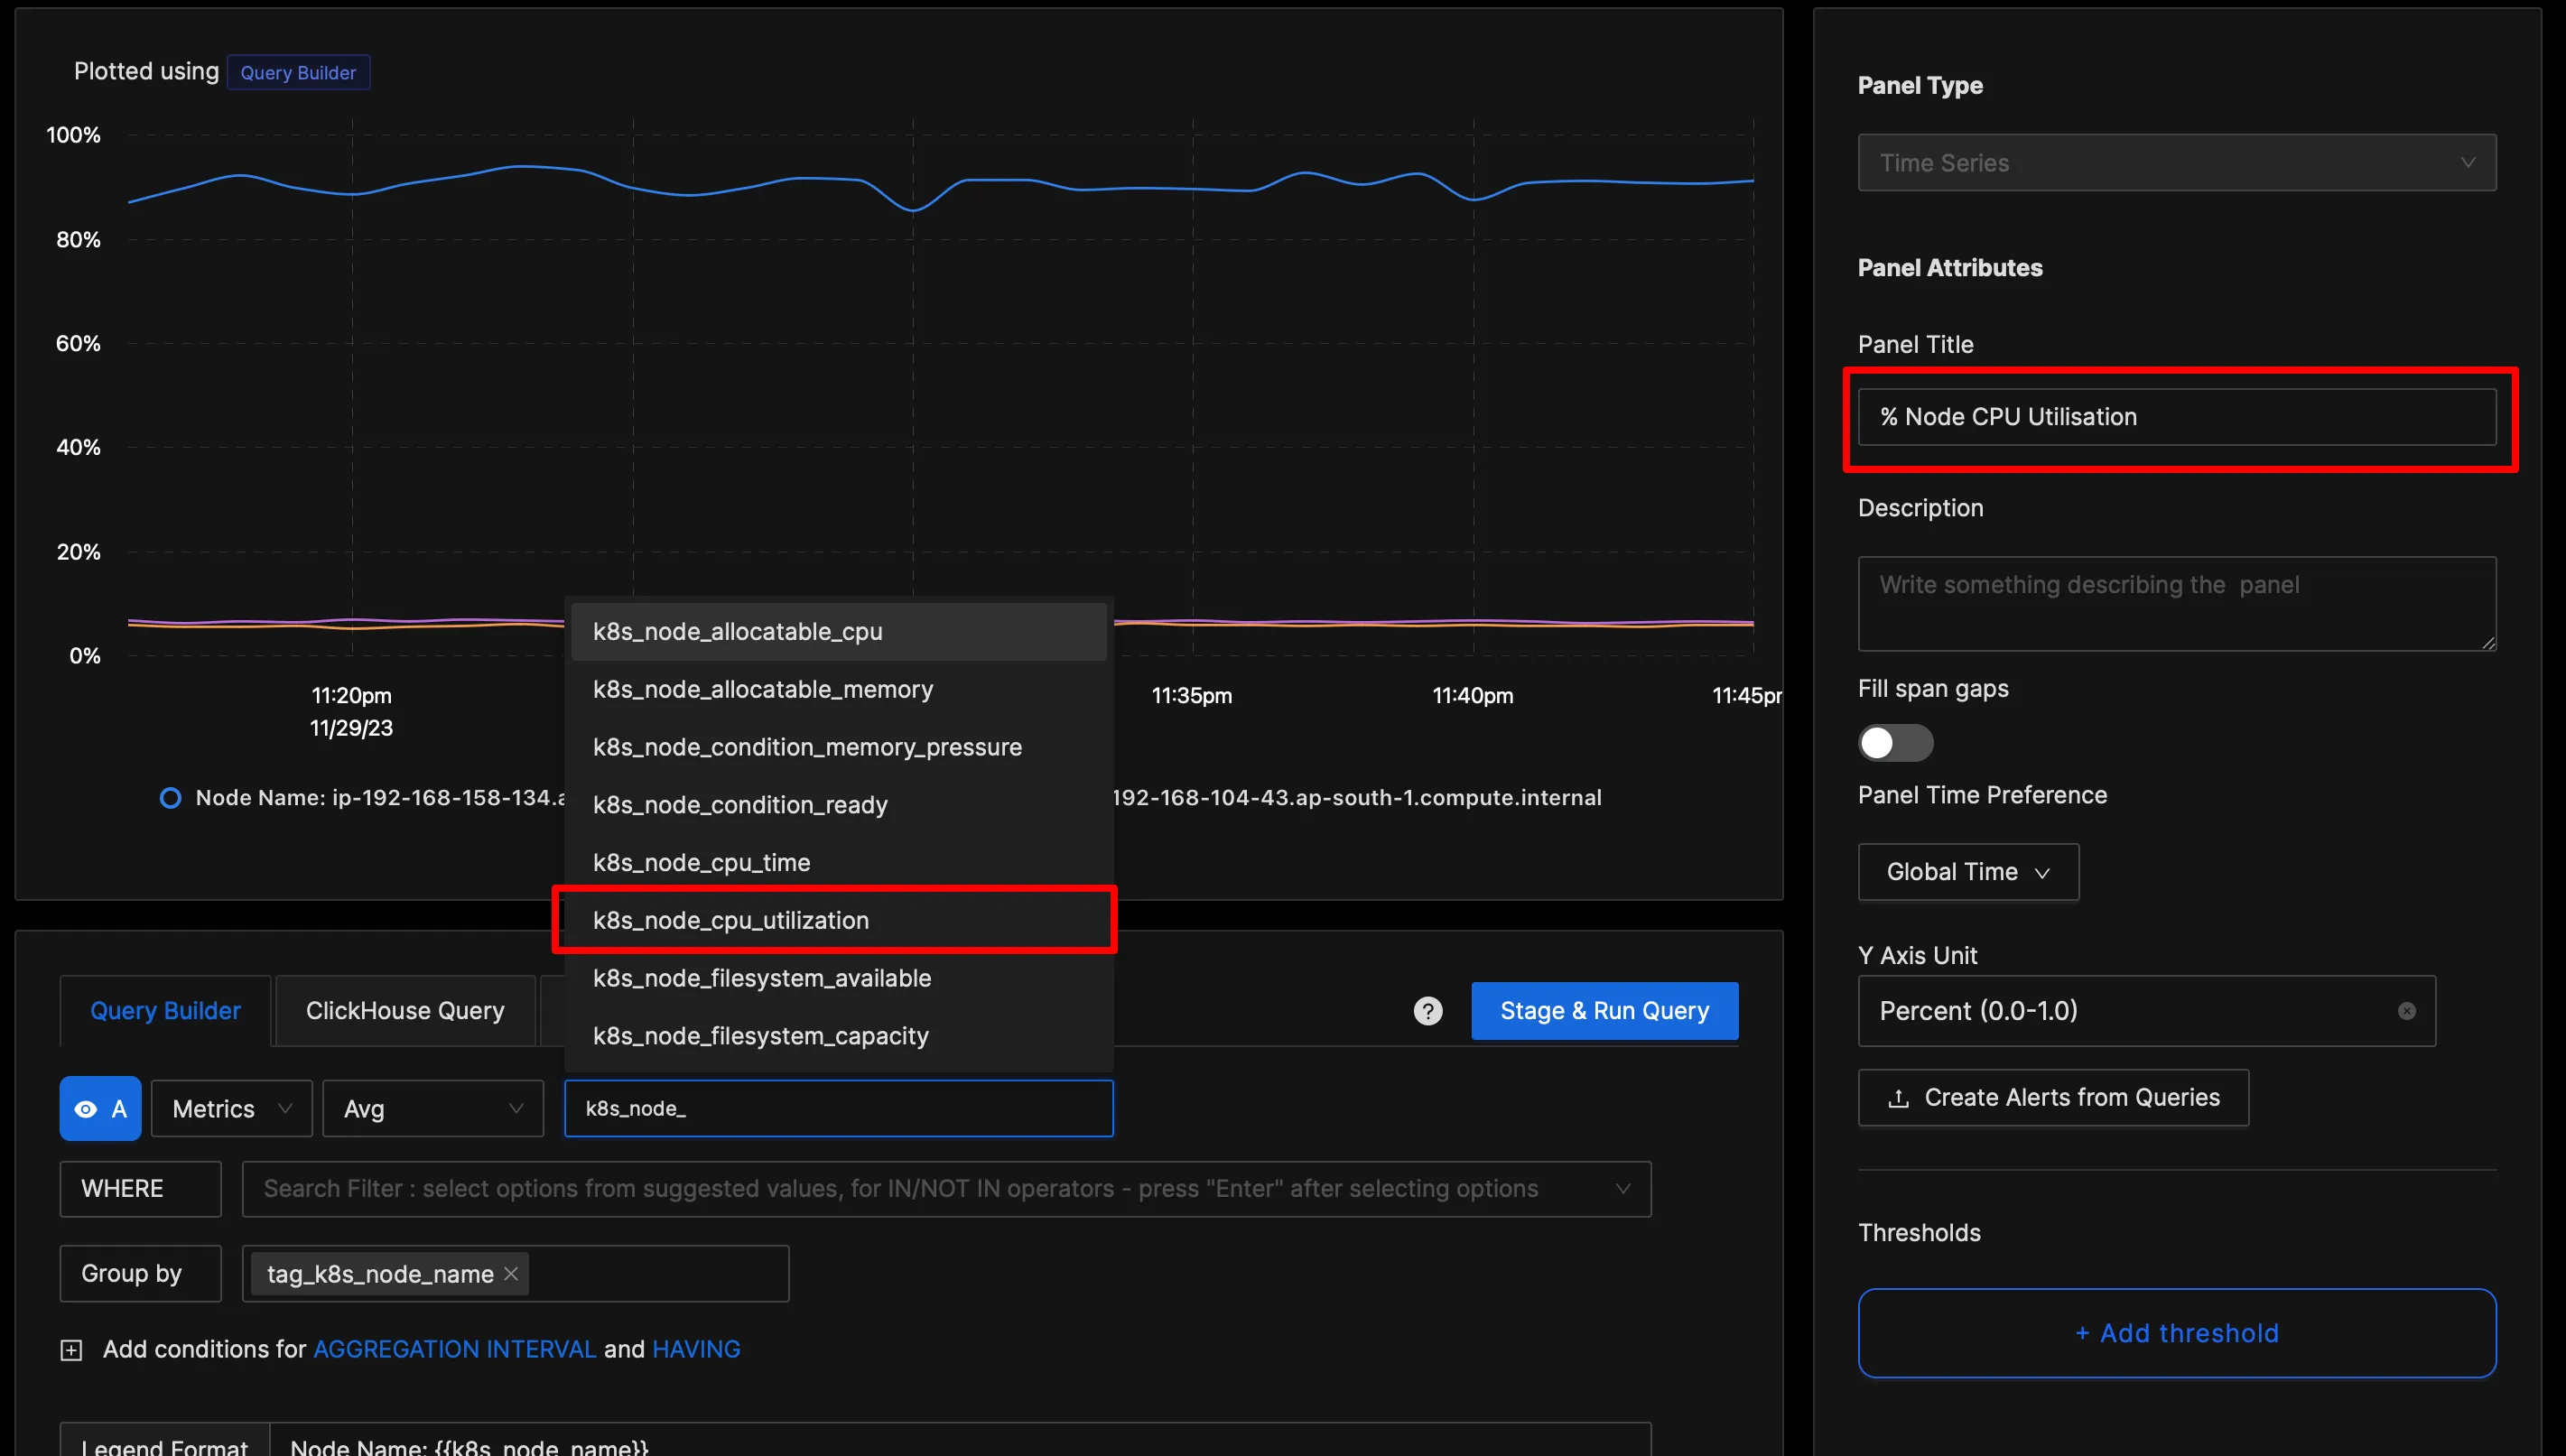 Plotted using Query Builder
100%
80%
60%
40%
20%
0%
11:20pm
11/29/23
11:35pm
11:40pm
11:45pm
Node Name: ip-192-168-158-134.a
192-168-104-43.ap-south-1.compute.internal
k8s_node_allocatable_cpu
k8s_node_allocatable_memory
k8s_node_condition_memory_pressure
k8s_node_condition_ready
k8s_node_cpu_time
k8s_node_cpu_utilization
k8s_node_filesystem_available
k8s_node_filesystem_capacity
Query Builder
ClickHouse Query
?
Stage & Run Query
A
Metrics
Avg
k8s_node_
WHERE
Search Filter : select options from suggested values, for IN/NOT IN operators - press "Enter" after selecting options
Group by
tag_k8s_node_name
Add conditions for AGGREGATION INTERVAL and HAVING
Legend Format
Node Name: {{k8s_node_name}}
Panel Type
Time Series
Panel Attributes
Panel Title
% Node CPU Utilisation
Description
Write something describing the panel
Fill span gaps
Panel Time Preference
Global Time
Y Axis Unit
Percent (0.0-1.0)
Create Alerts from Queries
Thresholds
+ Add threshold